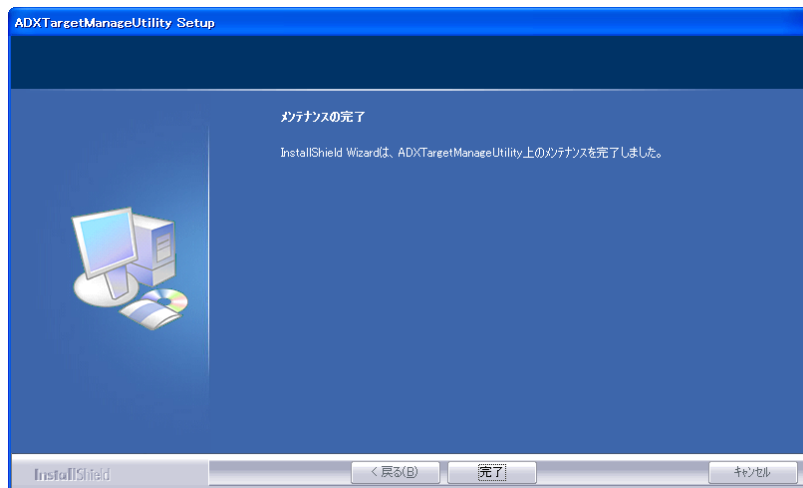 ADXTargetManageUtility Setup
メンテナンスの完了
InstallShield Wizardは、ADXTargetManageUtility上のメンテナンスを完了しました。
InstallShield
< 戻る(B)
完了
キャンセル